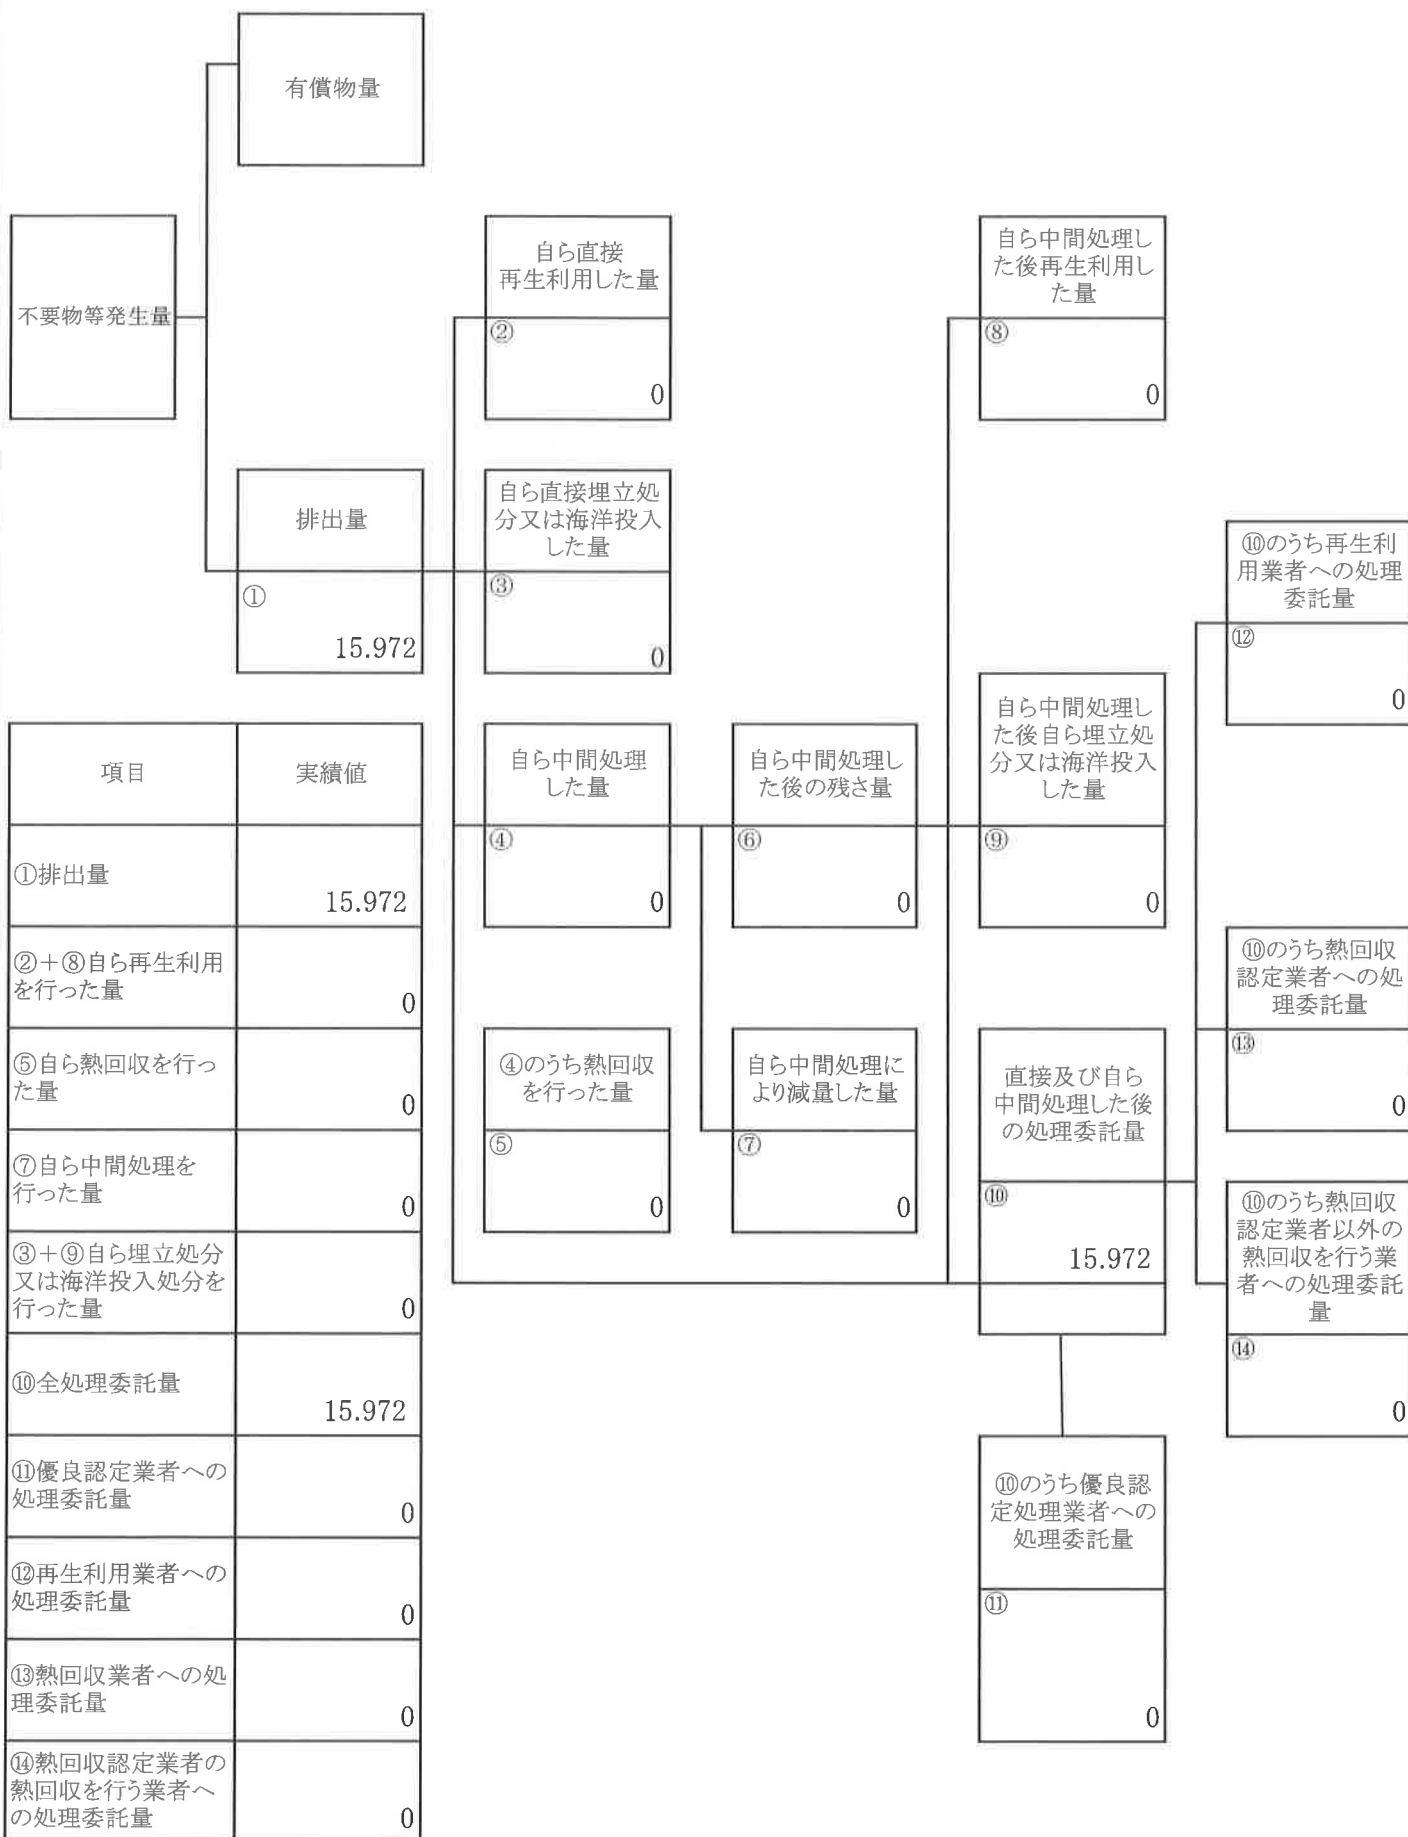 有償物量
不要物等発生量
自ら直接
再生利用した量
②
0
自ら中間処理し
た後再生利用し
た量
⑧
0
排出量
①
15.972
自ら直接埋立処
分又は海洋投入
した量
③
0
⑩のうち再生利
用業者への処理
委託量
⑫
0
自ら中間処理
した量
④
0
自ら中間処理し
た後の残さ量
⑥
0
自ら中間処理し
た後自ら埋立処
分又は海洋投入
した量
⑨
0
⑩のうち熱回収
認定業者への処
理委託量
⑬
0
④のうち熱回収
を行った量
⑤
0
自ら中間処理に
より減量した量
⑦
0
直接及び自ら
中間処理した後
の処理委託量
⑩
15.972
⑩のうち熱回収
認定業者以外の
熱回収を行う業
者への処理委託
量
⑭
0
⑩のうち優良認
定処理業者への
処理委託量
⑪
0
項目
実績値
①排出量
15.972
②+⑧自ら再生利用
を行った量
0
⑤自ら熱回収を行っ
た量
0
⑦自ら中間処理を
行った量
0
③+⑨自ら埋立処分
又は海洋投入処分を
行った量
0
⑩全処理委託量
15.972
⑪優良認定業者への
処理委託量
0
⑫再生利用業者への
処理委託量
0
⑬熱回収業者への処
理委託量
0
⑭熱回収認定業者の
熱回収を行う業者へ
の処理委託量
0